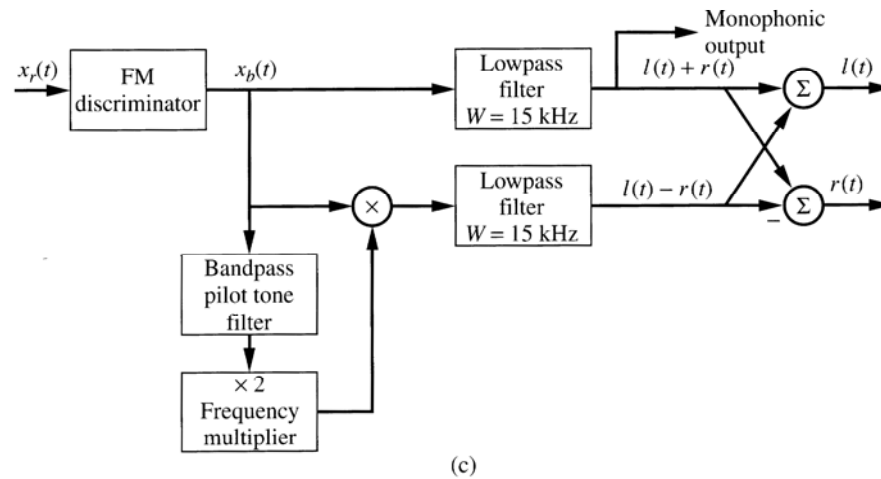 Monophonic
output
x_r(t)
FM
discriminator
x_b(t)
Lowpass
filter
W = 15 kHz
l(t) + r(t)
Σ
l(t)
×
Lowpass
filter
W = 15 kHz
l(t) − r(t)
−
Σ
r(t)
Bandpass
pilot tone
filter
× 2
Frequency
multiplier
(c)